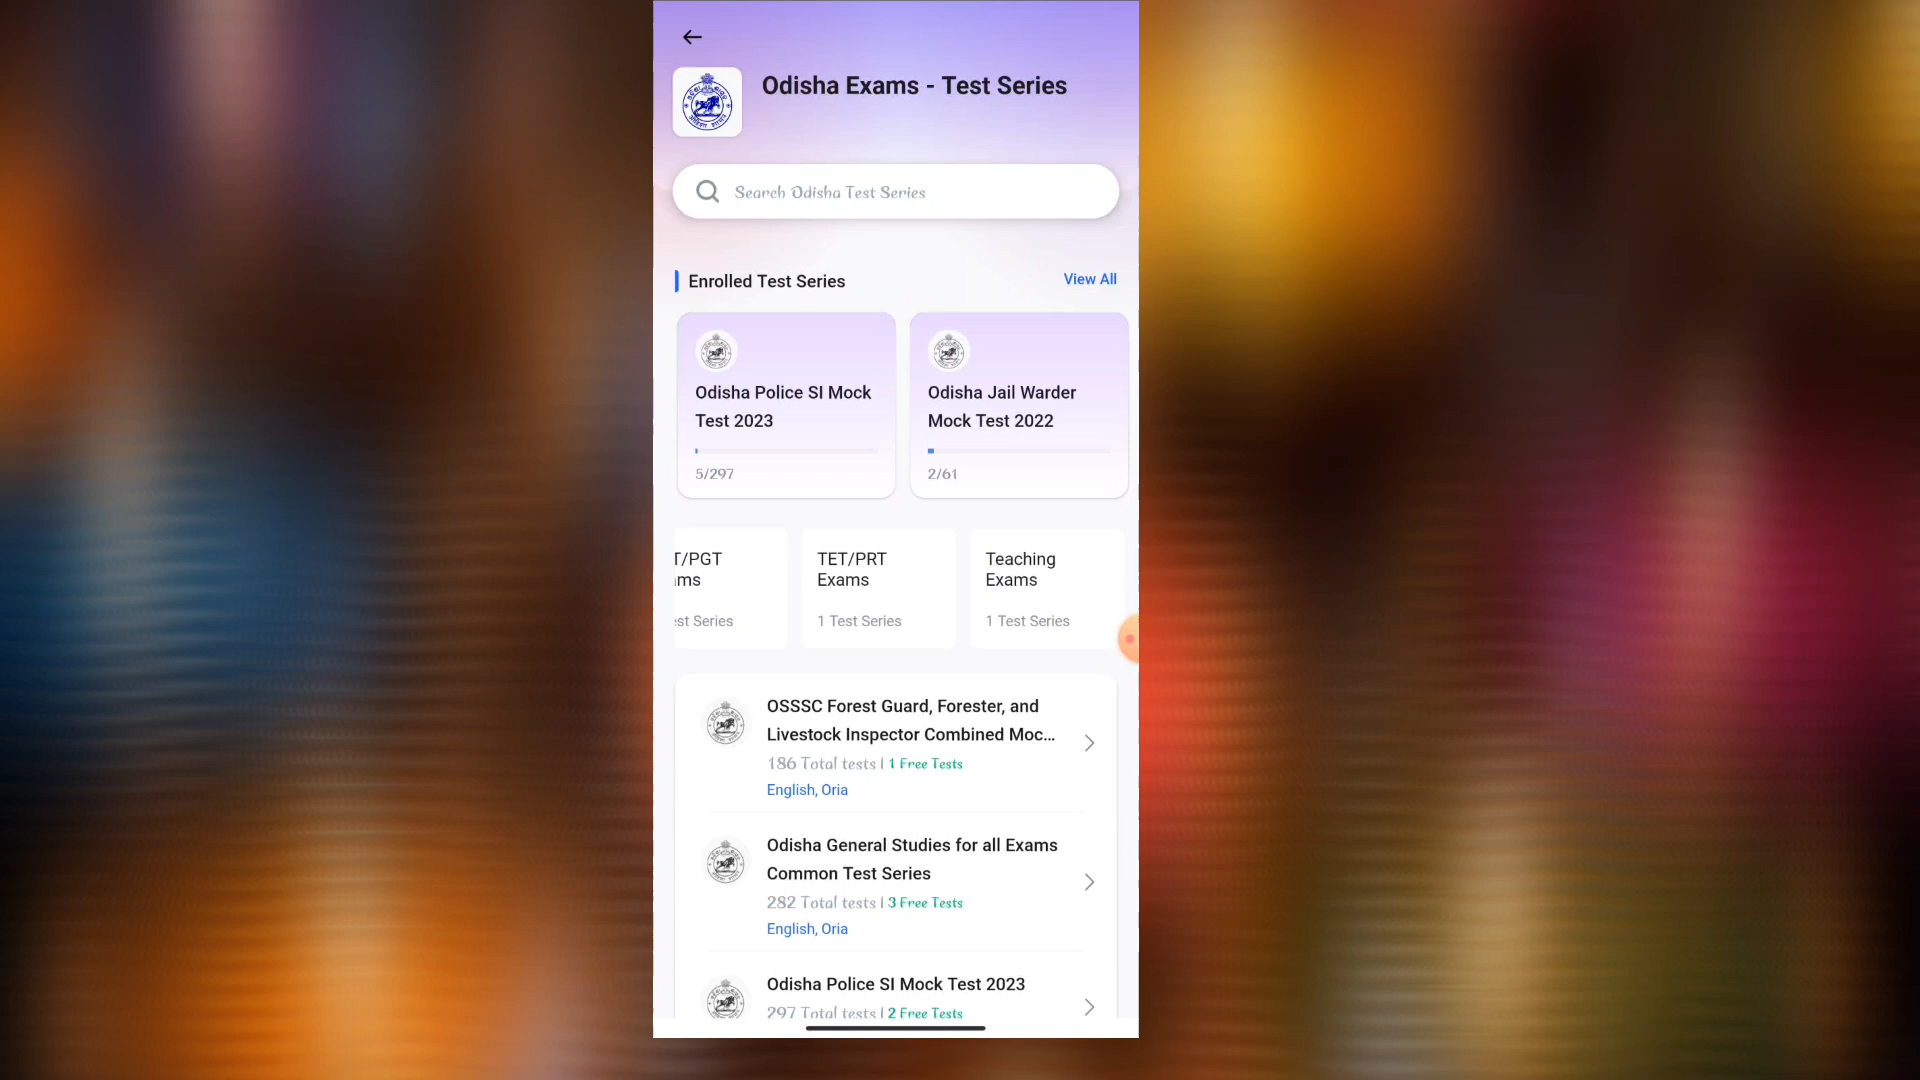 Odisha Exams - Test Series
Search Odisha Test Series
Enrolled Test Series
View All
Odisha Police SI Mock
Test 2023
5/297
Odisha Jail Warder
Mock Test 2022
2/61
T/PGT
TET/PRT
Exams
1 Test Series
Teaching
Exams
1 Test Series
OSSSC Forest Guard, Forester, and
Livestock Inspector Combined Moc...
186 Total tests | 1 Free Tests
English, Oria
Odisha General Studies for all Exams
Common Test Series
282 Total tests | 3 Free Tests
English, Oria
Odisha Police SI Mock Test 2023
297 Total tests | 2 Free Tests